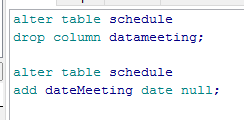 alter table schedule
drop column datameeting;
alter table schedule
add dateMeeting date null;